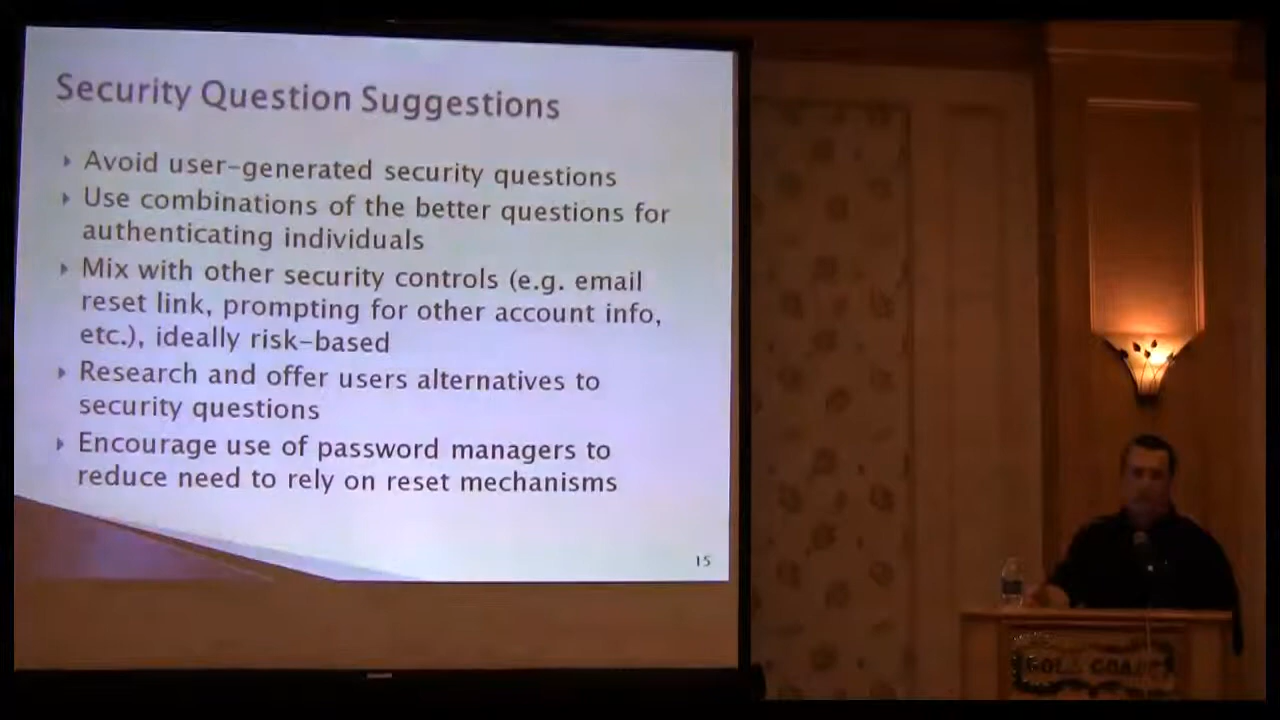 Security Question Suggestions
Avoid user-generated security questions
Use combinations of the better questions for
authenticating individuals
Mix with other security controls (e.g. email
reset link, prompting for other account info,
etc.), ideally risk-based
Research and offer users alternatives to
security questions
Encourage use of password managers to
reduce need to rely on reset mechanisms
15
GOLD COAST